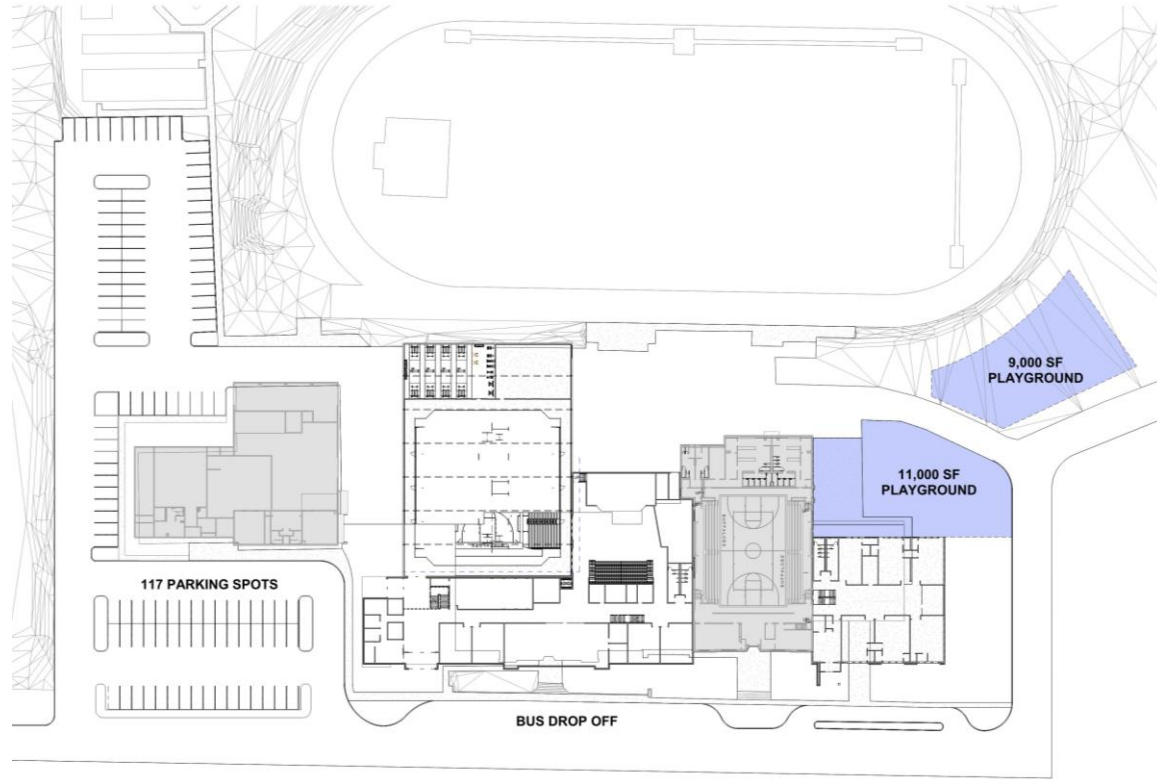 9,000 SF
PLAYGROUND
11,000 SF
PLAYGROUND
117 PARKING SPOTS
BUS DROP OFF